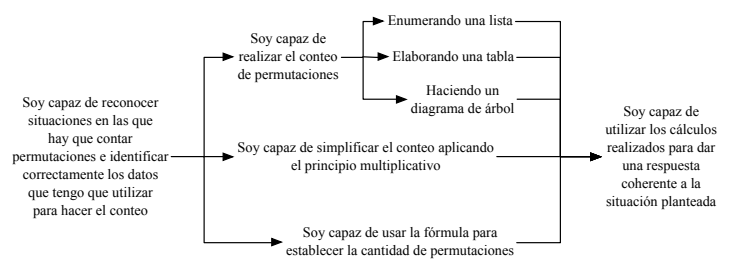 Soy capaz de reconocer
situaciones en las que
hay que contar
permutaciones e identificar
correctamente los datos
que tengo que utilizar
para hacer el conteo
Soy capaz de
realizar el conteo
de permutaciones
Enumerando una lista
Elaborando una tabla
Haciendo un
diagrama de árbol
Soy capaz de simplificar el conteo aplicando
el principio multiplicativo
Soy capaz de usar la fórmula para
establecer la cantidad de permutaciones
Soy capaz de
utilizar los cálculos
realizados para dar
una respuesta
coherente a la
situación planteada